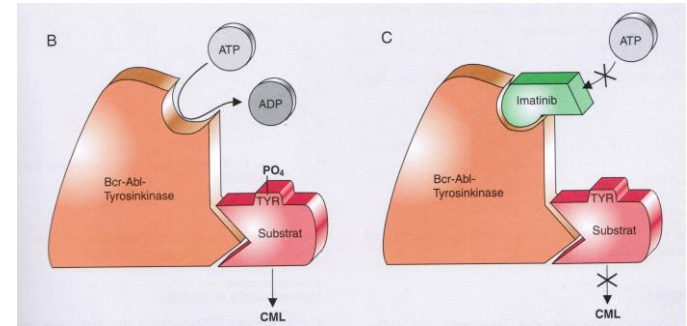 B
ATP
ADP
Bcr-Abl-
Tyrosinkinase
PO₄
TYR
Substrat
CML
C
ATP
Imatinib
Bcr-Abl-
Tyrosinkinase
TYR
Substrat
CML